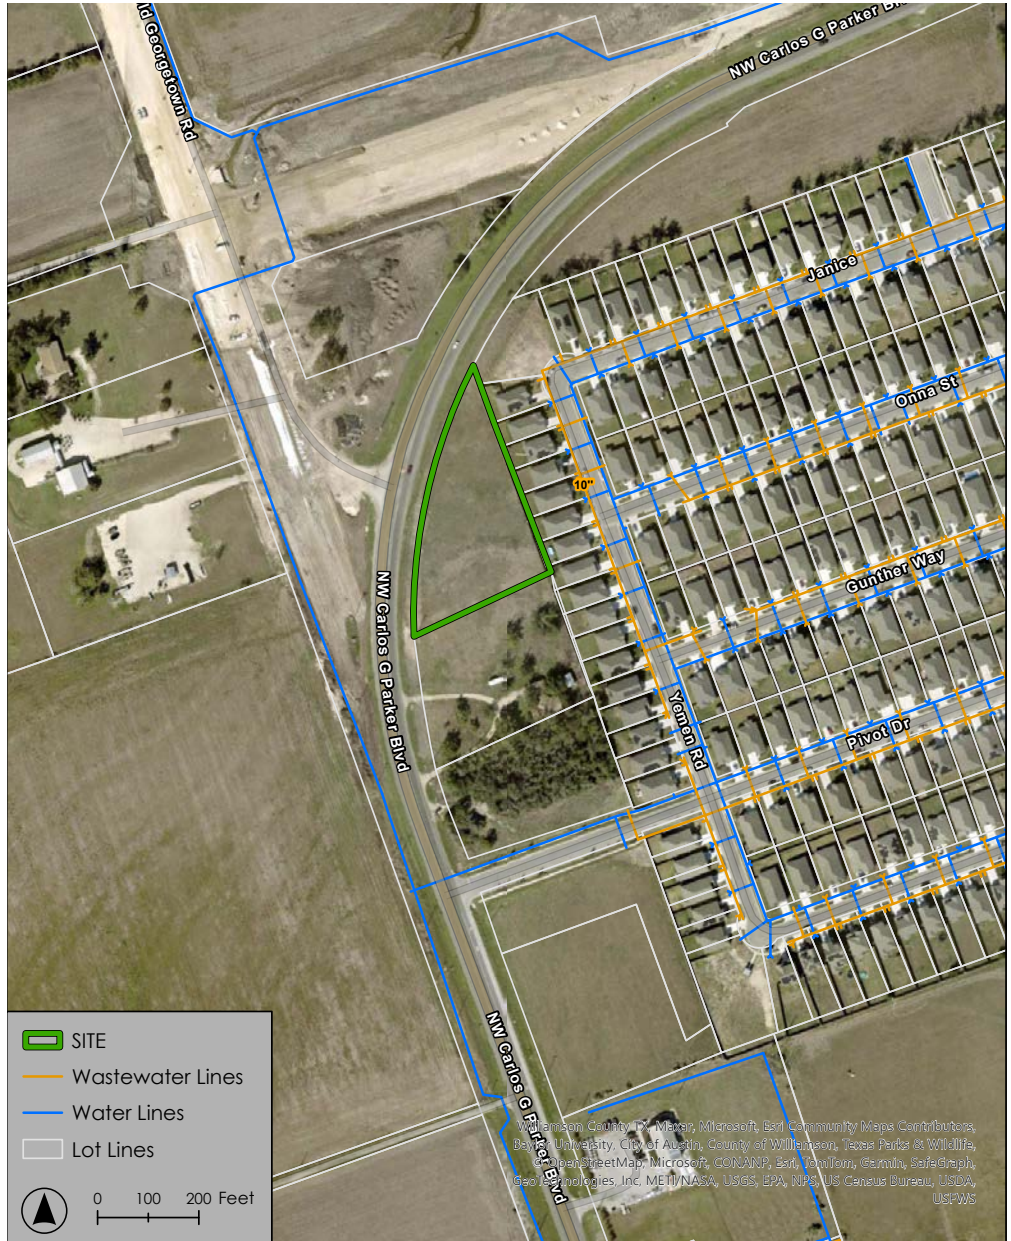 ld Georgetown Rd
NW Carlos G Parker Bl
Janice
Onna St
10"
Gunther Way
NW Carlos G Parker Blvd
Yemen Rd
Pivot Dr
NW Carlos G Parker Blvd
SITE
Wastewater Lines
Water Lines
Lot Lines
0 100 200 Feet
Williamson County, TX, Maxar, Microsoft, Esri Community Maps Contributors,
Baylor University, City of Austin, County of Williamson, Texas Parks & Wildlife,
© OpenStreetMap, Microsoft, CONANP, Esri, TomTom, Garmin, SafeGraph,
GeoTechnologies, Inc, METI/NASA, USGS, EPA, NPS, US Census Bureau, USDA,
USFWS